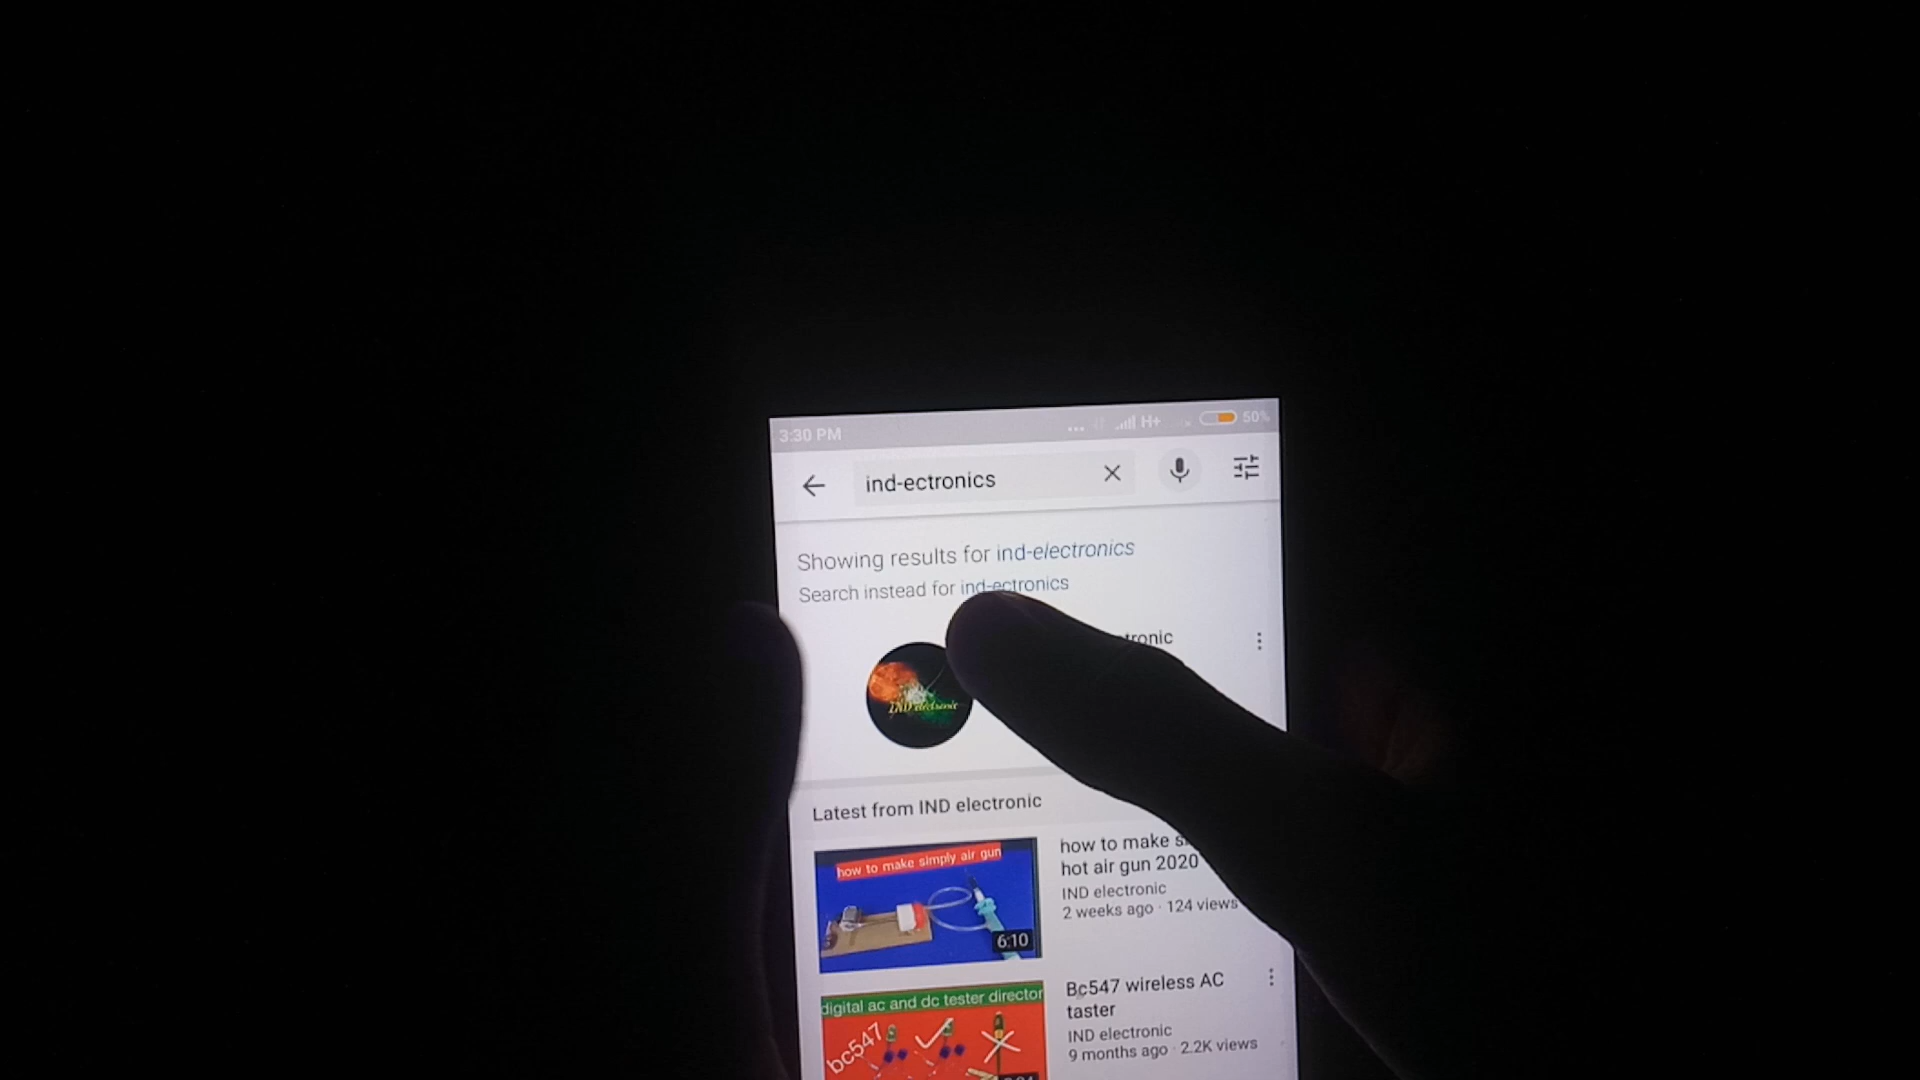 3:30 PM
H+
50%
ind-ectronics
Showing results for ind-electronics
Search instead for ind-ectronics
tronic
IND electronic
Latest from IND electronic
how to make simply air gun
6:10
how to make
hot air gun 2020
IND electronic
2 weeks ago · 124 views
digital ac and dc tester director
bc547
Bc547 wireless AC
taster
IND electronic
9 months ago · 2.2K views